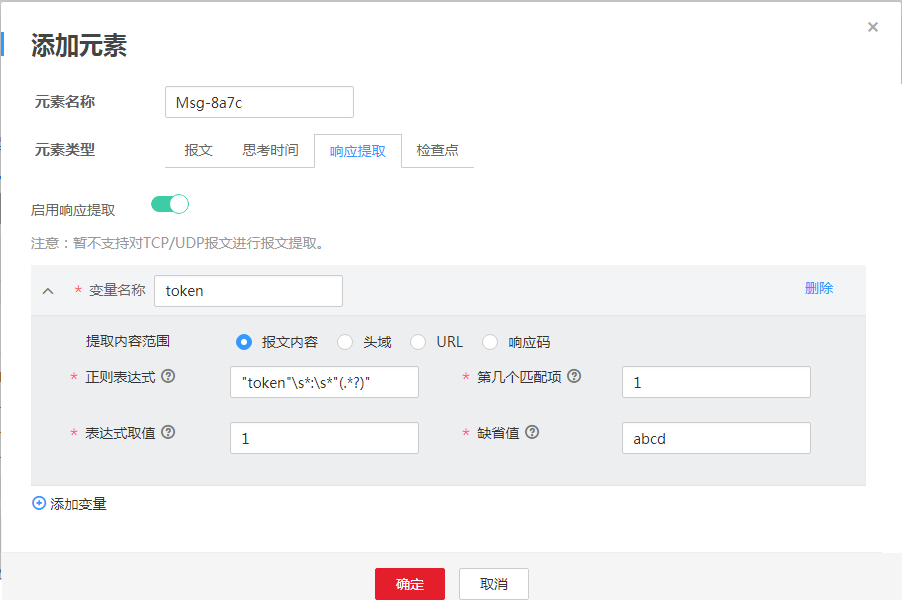 添加元素
元素名称 Msg-8a7c
元素类型 报文 思考时间 响应提取 检查点
启用响应提取
注意：暂不支持对TCP/UDP报文进行报文提取。
* 变量名称 token 删除
提取内容范围 报文内容 头域 URL 响应码
* 正则表达式 "token"\s*:\s*"(.*?)" * 第几个匹配项 1
* 表达式取值 1 * 缺省值 abcd
添加变量
确定 取消